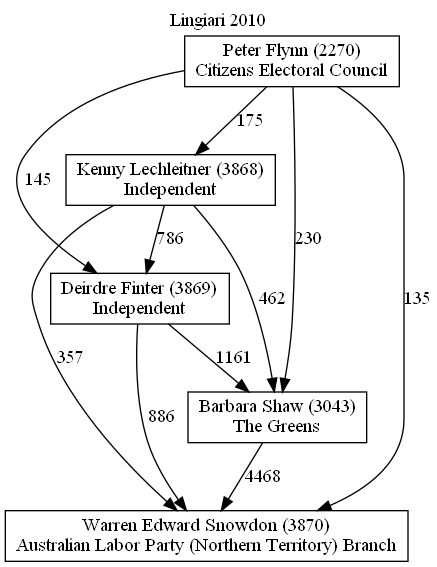 Lingiari 2010
Peter Flynn (2270)
Citizens Electoral Council
175
Kenny Lechleitner (3868)
Independent
145
786
230
Deirdre Finter (3869)
Independent
462
135
357
1161
886
Barbara Shaw (3043)
The Greens
4468
Warren Edward Snowdon (3870)
Australian Labor Party (Northern Territory) Branch